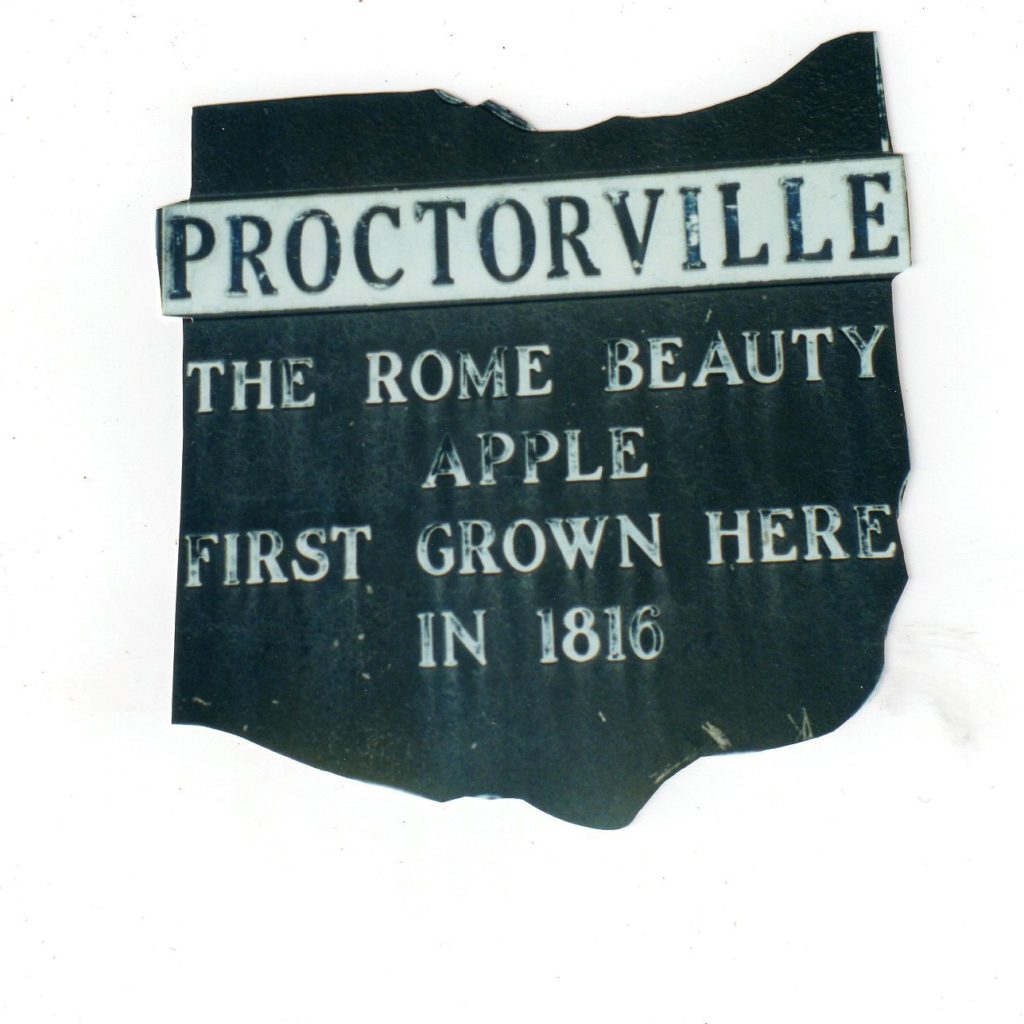 PROCTORVILLE
THE ROME BEAUTY
APPLE
FIRST GROWN HERE
IN 1816